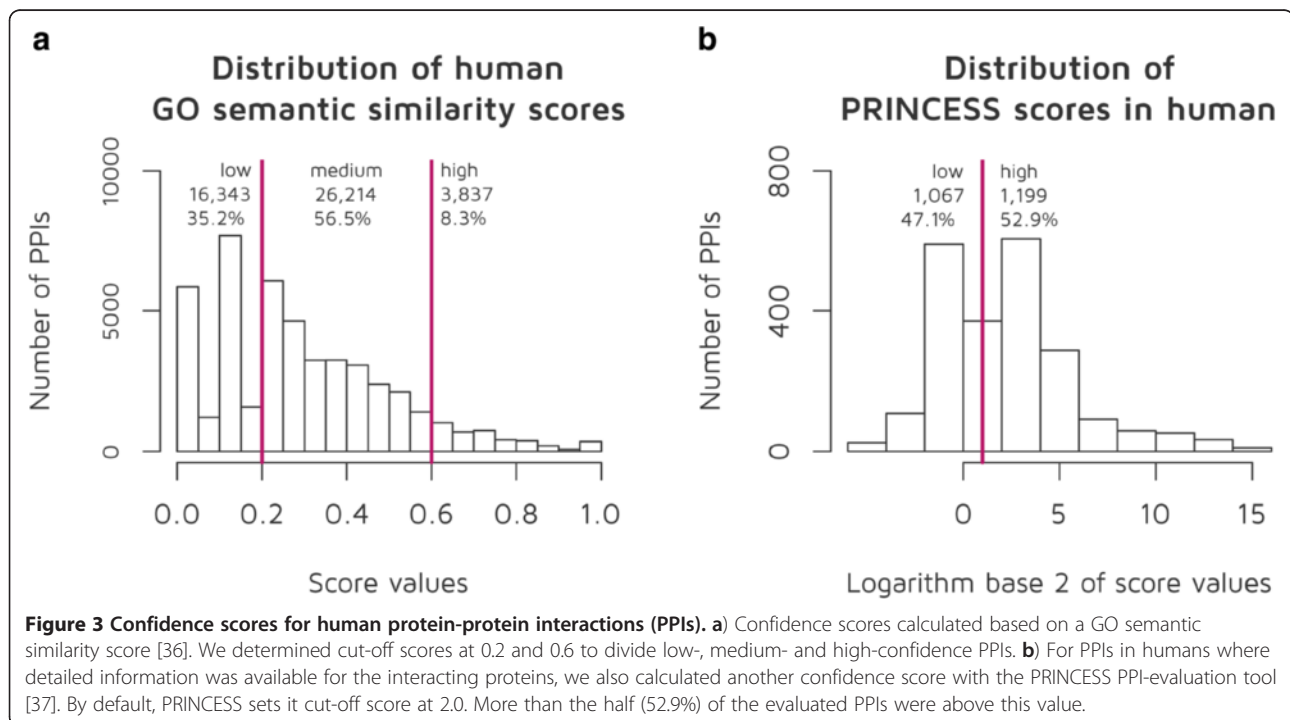 a
Distribution of human
GO semantic similarity scores
low
16,343
35.2%
medium
26,214
56.5%
high
3,837
8.3%
Number of PPIs
10000
5000
0
0.0 0.2 0.4 0.6 0.8 1.0
Score values
b
Distribution of
PRINCESS scores in human
low
1,067
47.1%
high
1,199
52.9%
Number of PPIs
800
400
0
0 5 10 15
Logarithm base 2 of score values
Figure 3 Confidence scores for human protein-protein interactions (PPIs). a) Confidence scores calculated based on a GO semantic
similarity score [36]. We determined cut-off scores at 0.2 and 0.6 to divide low-, medium- and high-confidence PPIs. b) For PPIs in humans where
detailed information was available for the interacting proteins, we also calculated another confidence score with the PRINCESS PPI-evaluation tool
[37]. By default, PRINCESS sets it cut-off score at 2.0. More than the half (52.9%) of the evaluated PPIs were above this value.